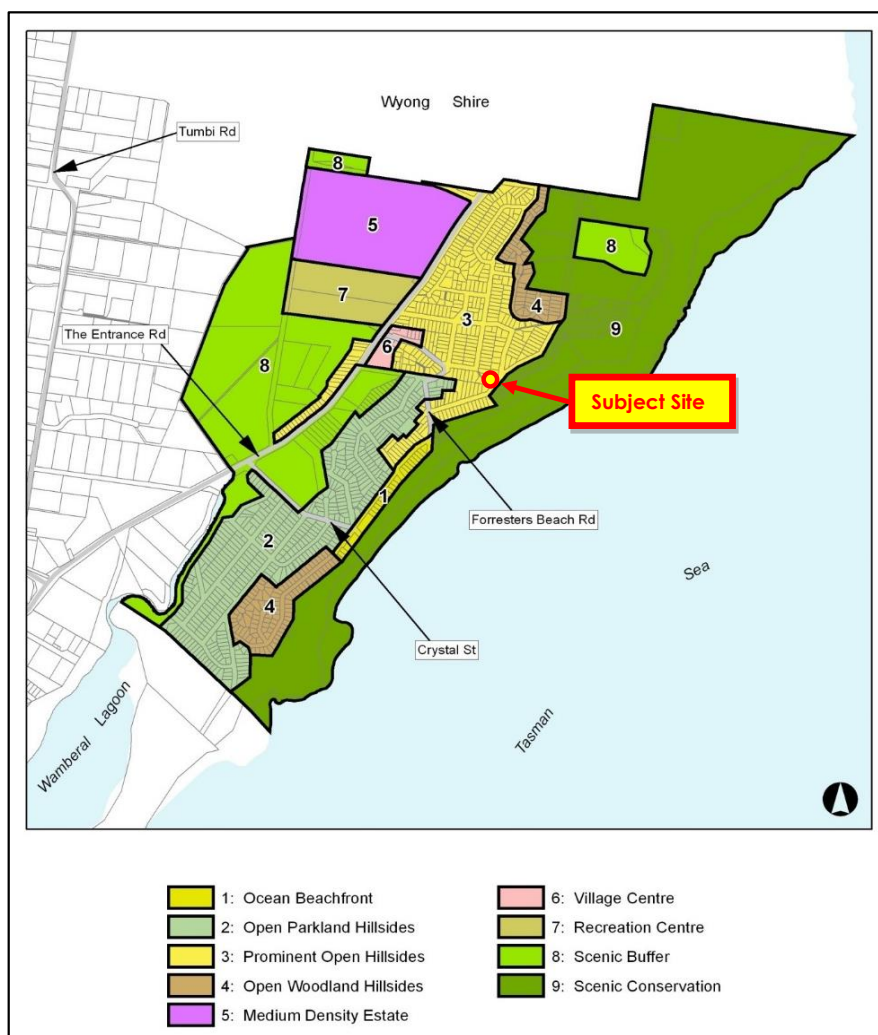 Wyong Shire
Tumbi Rd
8
5
8
7
3
4
The Entrance Rd
6
9
8
Subject Site
1
Forresters Beach Rd
2
Sea
4
Crystal St
Wamberal Lagoon
Tasman
1: Ocean Beachfront
2: Open Parkland Hillsides
3: Prominent Open Hillsides
4: Open Woodland Hillsides
5: Medium Density Estate
6: Village Centre
7: Recreation Centre
8: Scenic Buffer
9: Scenic Conservation